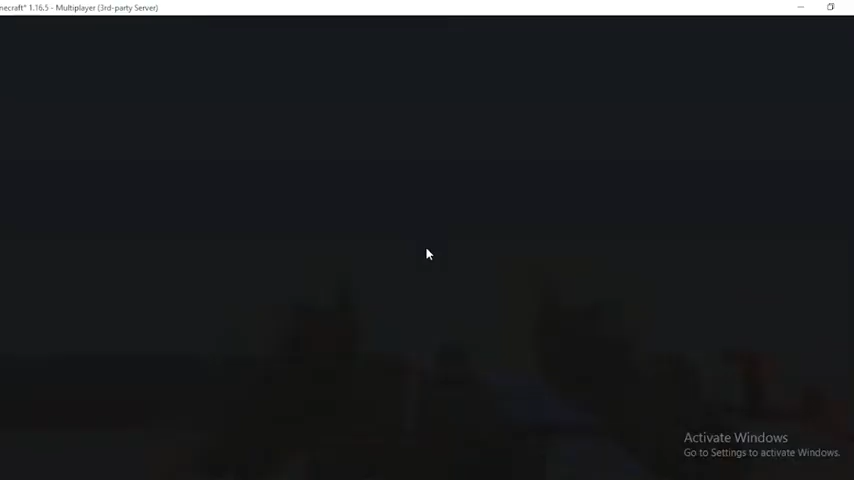 necraft* 1.16.5 - Multiplayer (3rd-party Server)
Activate Windows
Go to Settings to activate Windows.